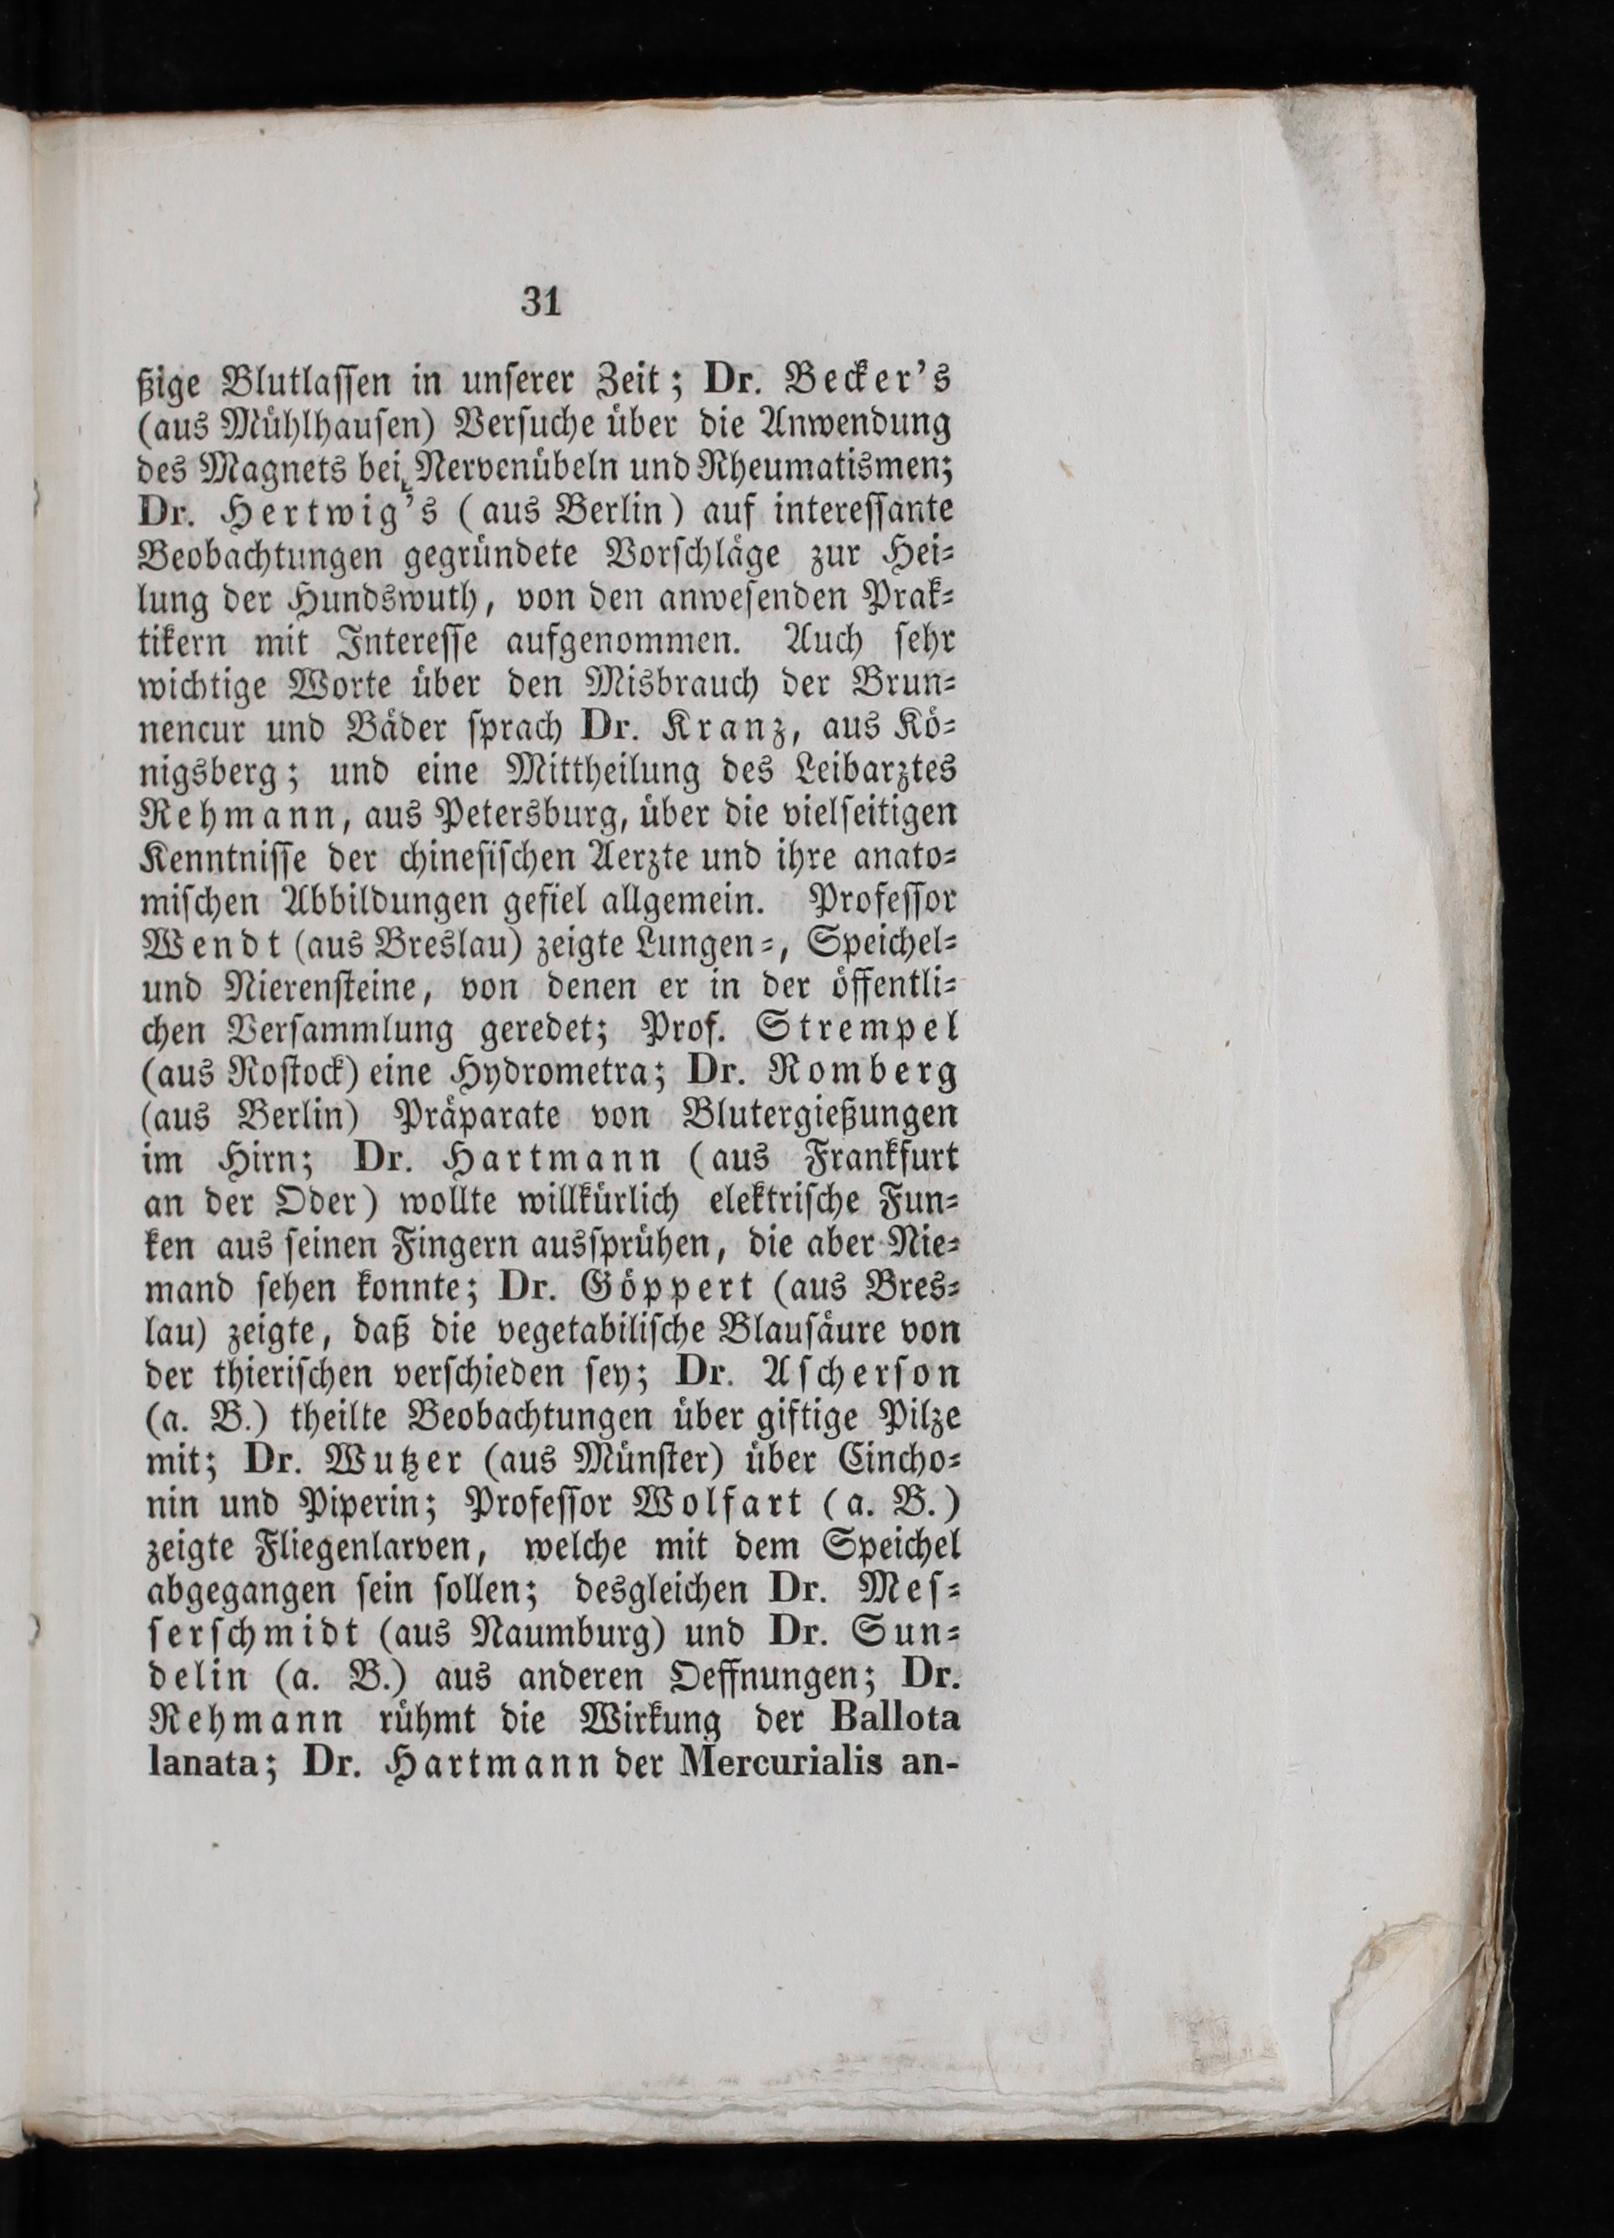 31
ßige Blutlaſſen in unſerer Zeit; Dr. Becker's
(aus Mühlhauſen) Verſuche über die Anwendung
des Magnets bei Nervenübeln und Rheumatismen;
Dr. Hertwig's (aus Berlin) auf intereſſante
Beobachtungen gegründete Vorſchläge zur Hei⸗
lung der Hundswuth, von den anweſenden Prak⸗
tikern mit Intereſſe aufgenommen. Auch ſehr
wichtige Worte über den Misbrauch der Brun⸗
nencur und Bäder ſprach Dr. Kranz, aus Kö⸗
nigsberg; und eine Mittheilung des Leibarztes
Rehmann, aus Petersburg, über die vielſeitigen
Kenntniſſe der chineſiſchen Aerzte und ihre anato⸗
miſchen Abbildungen gefiel allgemein. Profeſſor
Wendt (aus Breslau) zeigte Lungen⸗, Speichel⸗
und Nierenſteine, von denen er in der öffentli⸗
chen Verſammlung geredet; Prof. Strempel
(aus Roſtock) eine Hydrometra; Dr. Romberg
(aus Berlin) Präparate von Blutergießungen
im Hirn; Dr. Hartmann (aus Frankfurt
an der Oder) wollte willkürlich elektriſche Fun⸗
ken aus ſeinen Fingern ausſprühen, die aber Nie⸗
mand ſehen konnte; Dr. Göppert (aus Bres⸗
lau) zeigte, daß die vegetabiliſche Blauſäure von
der thieriſchen verſchieden ſey; Dr. Aſcherſon
(a. B.) theilte Beobachtungen über giftige Pilze
mit; Dr. Wutzer (aus Münſter) über Cincho⸗
nin und Piperin; Profeſſor Wolfart (a. B.)
zeigte Fliegenlarven, welche mit dem Speichel
abgegangen ſein ſollen; desgleichen Dr. Meſ⸗
ſerſchmidt (aus Naumburg) und Dr. Sun⸗
delin (a. B.) aus anderen Oeffnungen; Dr.
Rehmann rühmt die Wirkung der Ballota
lanata; Dr. Hartmann der Mercurialis an-